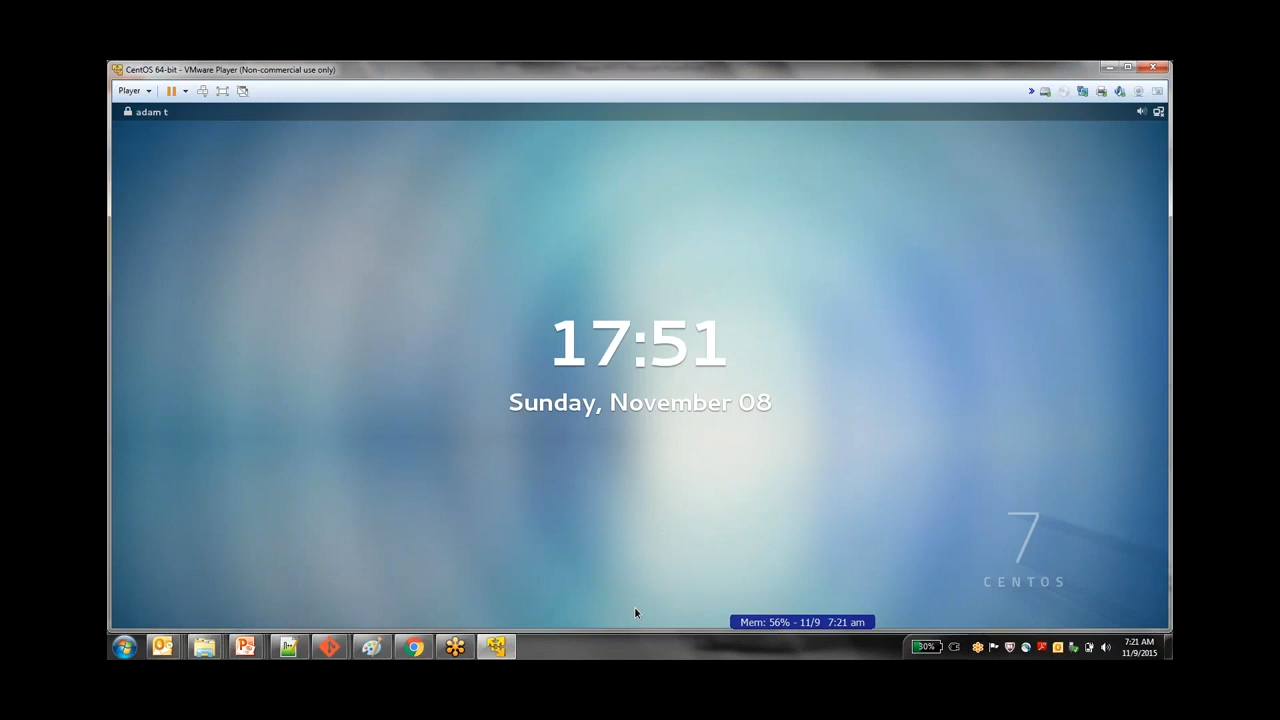 CentOS 64-bit - VMware Player (Non-commercial use only)
Player
adam t
17:51
Sunday, November 08
7
CENTOS
Mem: 56% - 11/9 7:21 am
30%
7:21 AM
11/9/2015